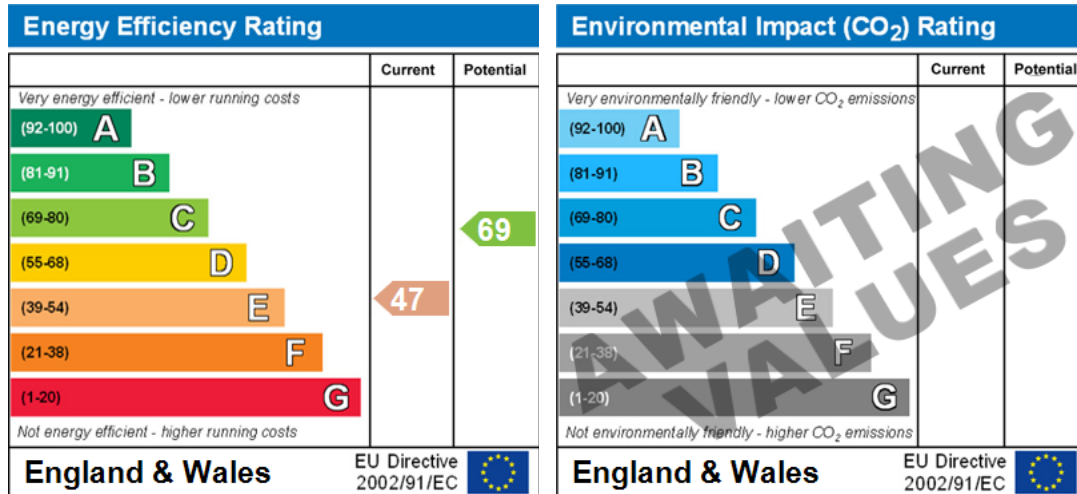 Energy Efficiency Rating
Current Potential
Very energy efficient - lower running costs
(92-100) A
(81-91) B
(69-80) C
69
(55-68) D
(39-54) E
47
(21-38) F
(1-20) G
Not energy efficient - higher running costs
England & Wales
EU Directive
2002/91/EC
Environmental Impact (CO2) Rating
Current Potential
Very environmentally friendly - lower CO2 emissions
(92-100) A
(81-91) B
(69-80) C
(55-68) D
(39-54) E
(21-38) F
(1-20) G
Not environmentally friendly - higher CO2 emissions
AWAITING
VALUES
England & Wales
EU Directive
2002/91/EC